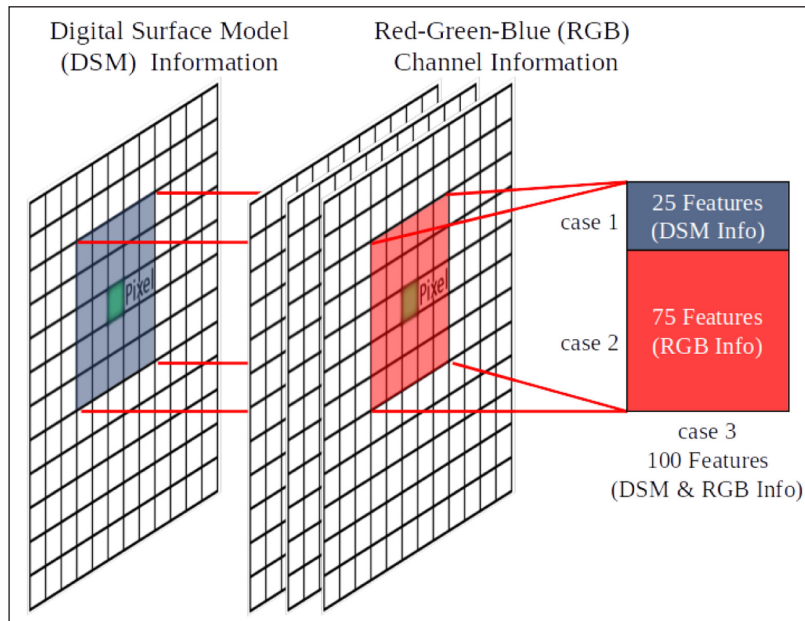 Digital Surface Model
(DSM) Information
Red-Green-Blue (RGB)
Channel Information
Pixel
Pixel
case 1
25 Features
(DSM Info)
case 2
75 Features
(RGB Info)
case 3
100 Features
(DSM & RGB Info)